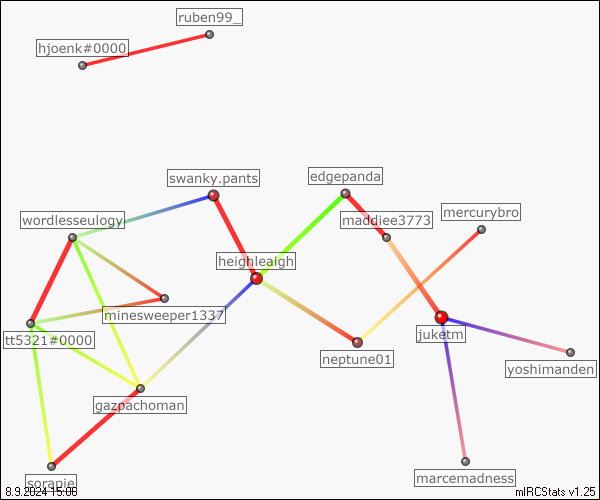 ruben99_
hjoenk#0000
swanky.pants
edgepanda
wordlesseulogy
maddiee3773
mercurybro
heighleaigh
minesweeper1337
tt5321#0000
juketm
neptune01
yoshimanden
gazpachoman
sorapie
marcemadness
8.9.2024 15:06
mIRCStats v1.25